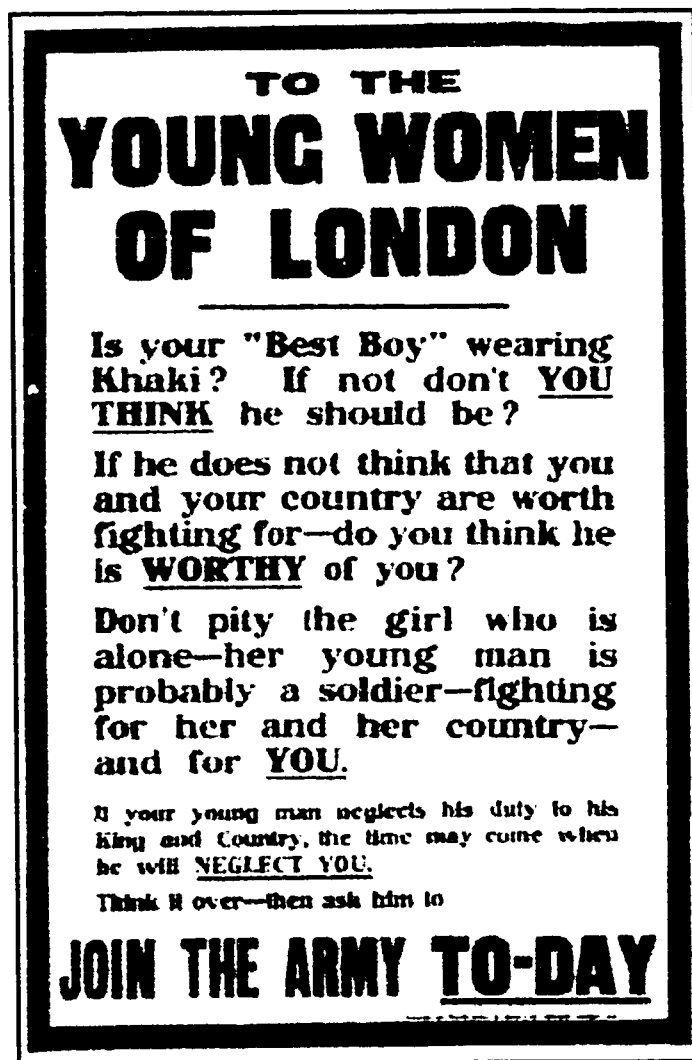 TO THE
YOUNG WOMEN
OF LONDON
Is your "Best Boy" wearing
Khaki? If not don't YOU
THINK he should be?
If he does not think that you
and your country are worth
fighting for—do you think he
is WORTHY of you?
Don't pity the girl who is
alone—her young man is
probably a soldier—fighting
for her and her country—
and for YOU.
If your young man neglects his duty to his
King and Country, the time may come when
he will NEGLECT YOU.
Think it over—then ask him to
JOIN THE ARMY TO-DAY